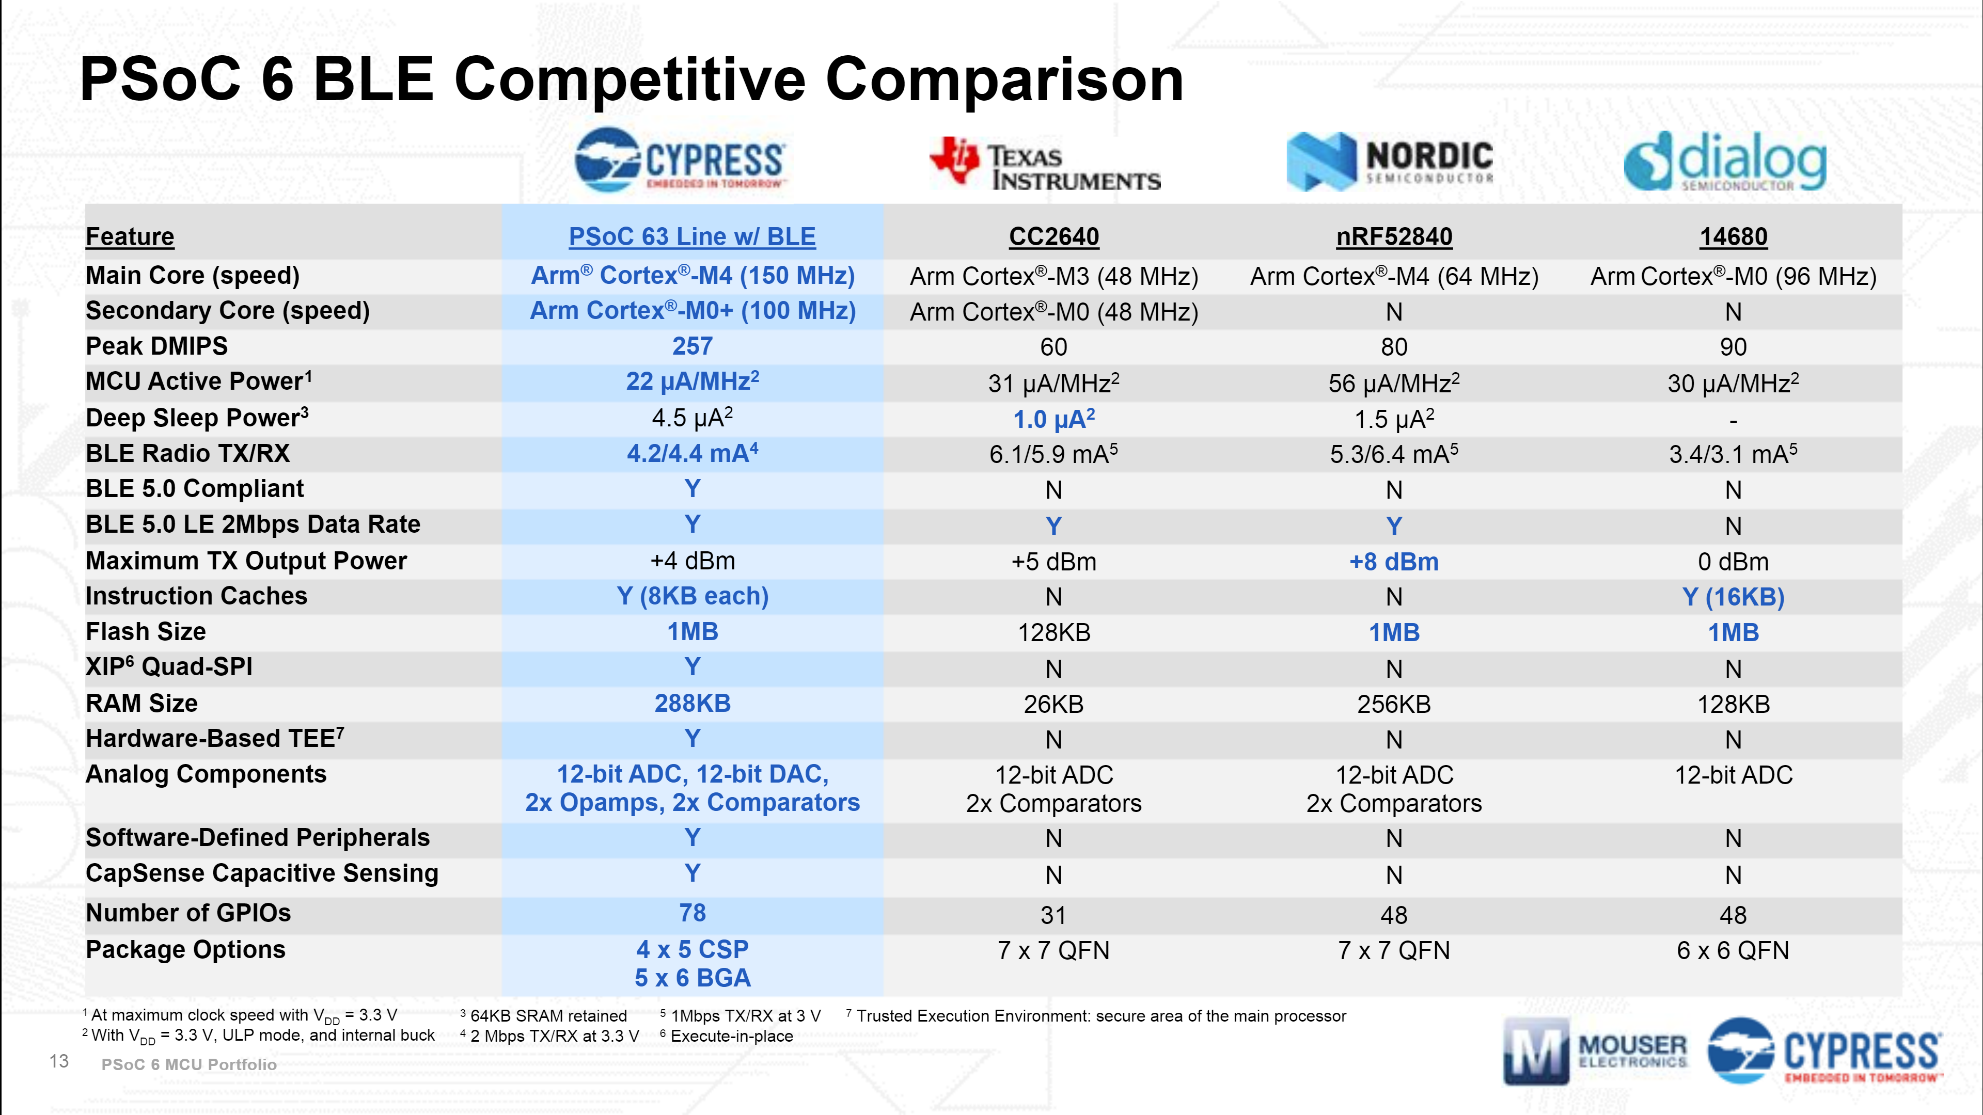 PSoC 6 BLE Competitive Comparison
CYPRESS
EMBEDDED IN TOMORROW™
TEXAS
INSTRUMENTS
NORDIC
SEMICONDUCTOR
dialog
SEMICONDUCTOR
Feature PSoC 63 Line w/ BLE CC2640 nRF52840 14680
Main Core (speed) Arm® Cortex®-M4 (150 MHz) Arm Cortex®-M3 (48 MHz) Arm Cortex®-M4 (64 MHz) Arm Cortex®-M0 (96 MHz)
Secondary Core (speed) Arm Cortex®-M0+ (100 MHz) Arm Cortex®-M0 (48 MHz) N N
Peak DMIPS 257 60 80 90
MCU Active Power¹ 22 µA/MHz² 31 µA/MHz² 56 µA/MHz² 30 µA/MHz²
Deep Sleep Power³ 4.5 µA² 1.0 µA² 1.5 µA² -
BLE Radio TX/RX 4.2/4.4 mA⁴ 6.1/5.9 mA⁵ 5.3/6.4 mA⁵ 3.4/3.1 mA⁵
BLE 5.0 Compliant Y N N N
BLE 5.0 LE 2Mbps Data Rate Y Y Y N
Maximum TX Output Power +4 dBm +5 dBm +8 dBm 0 dBm
Instruction Caches Y (8KB each) N N Y (16KB)
Flash Size 1MB 128KB 1MB 1MB
XIP⁶ Quad-SPI Y N N N
RAM Size 288KB 26KB 256KB 128KB
Hardware-Based TEE⁷ Y N N N
Analog Components 12-bit ADC, 12-bit DAC, 12-bit ADC 12-bit ADC 12-bit ADC
2x Opamps, 2x Comparators 2x Comparators 2x Comparators
Software-Defined Peripherals Y N N N
CapSense Capacitive Sensing Y N N N
Number of GPIOs 78 31 48 48
Package Options 4 x 5 CSP 7 x 7 QFN 7 x 7 QFN 6 x 6 QFN
5 x 6 BGA
¹ At maximum clock speed with VDD = 3.3 V ³ 64KB SRAM retained ⁵ 1Mbps TX/RX at 3 V ⁷ Trusted Execution Environment: secure area of the main processor
² With VDD = 3.3 V, ULP mode, and internal buck ⁴ 2 Mbps TX/RX at 3.3 V ⁶ Execute-in-place
13 PSoC 6 MCU Portfolio
M MOUSER
ELECTRONICS
CYPRESS
EMBEDDED IN TOMORROW™